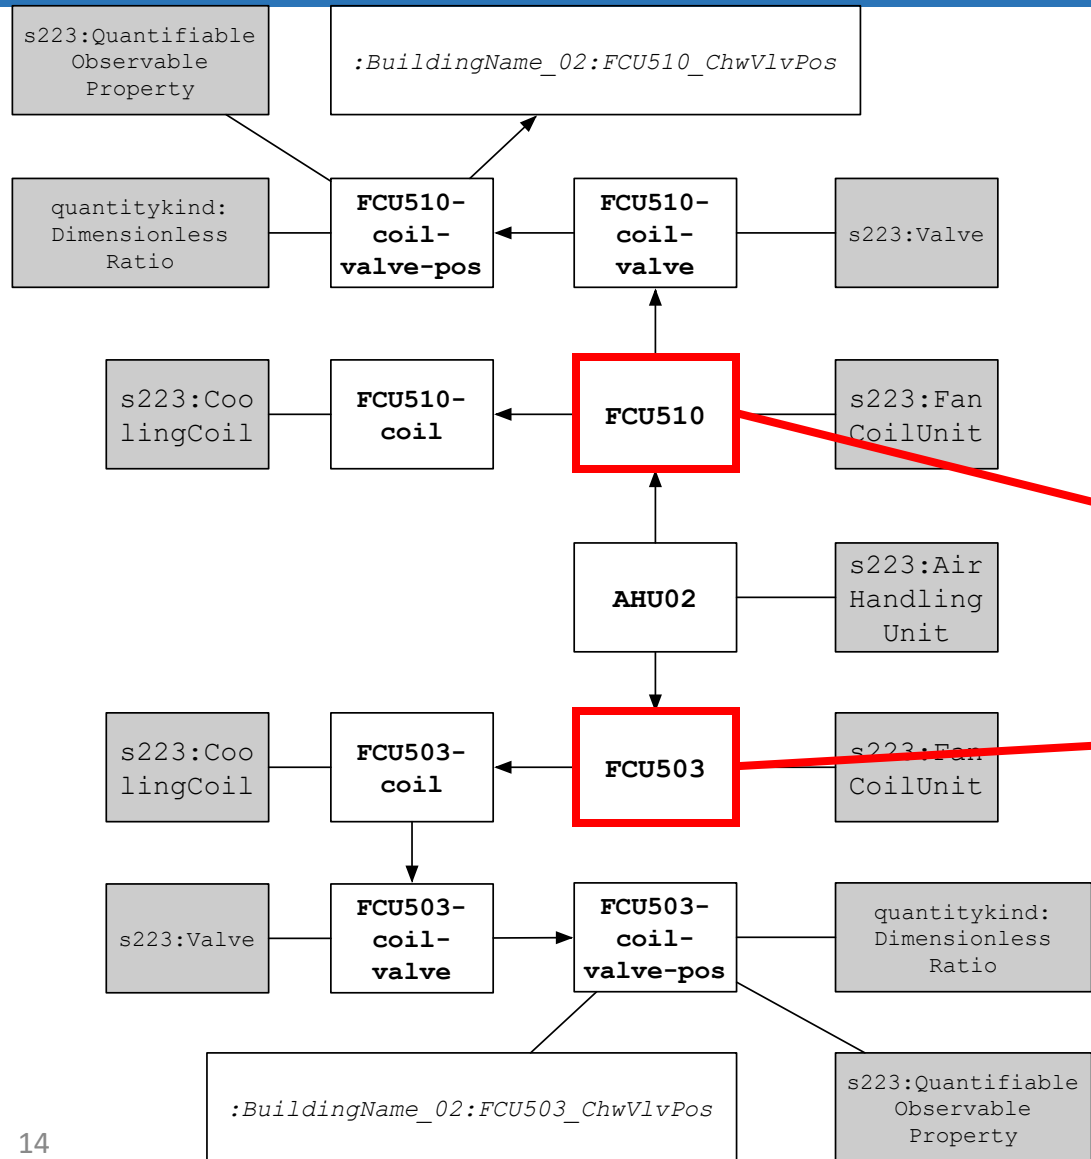 s223:Quantifiable
Observable
Property
:BuildingName_02:FCU510_ChwVlvPos
quantitykind:
Dimensionless
Ratio
FCU510-
coil-
valve-pos
FCU510-
coil-
valve
s223:Valve
s223:Coo
lingCoil
FCU510-
coil
FCU510
s223:Fan
CoilUnit
AHU02
s223:Air
Handling
Unit
s223:Coo
lingCoil
FCU503-
coil
FCU503
s223:Fan
CoilUnit
s223:Valve
FCU503-
coil-
valve
FCU503-
coil-
valve-pos
quantitykind:
Dimensionless
Ratio
:BuildingName_02:FCU503_ChwVlvPos
s223:Quantifiable
Observable
Property
14